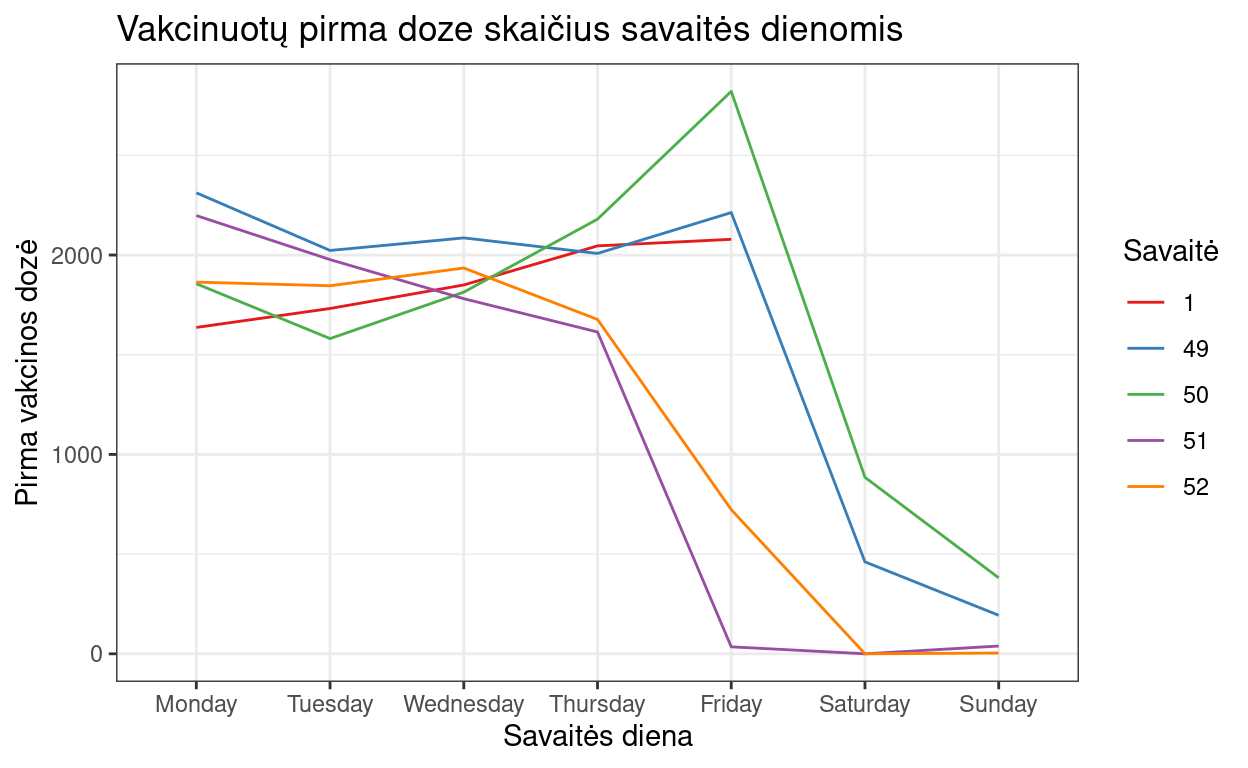 Vakcinuotų pirma doze skaičius savaitės dienomis
Pirma vakcinos dozė
2000
1000
0
Monday
Tuesday
Wednesday
Thursday
Friday
Saturday
Sunday
Savaitės diena
Savaitė
1
49
50
51
52